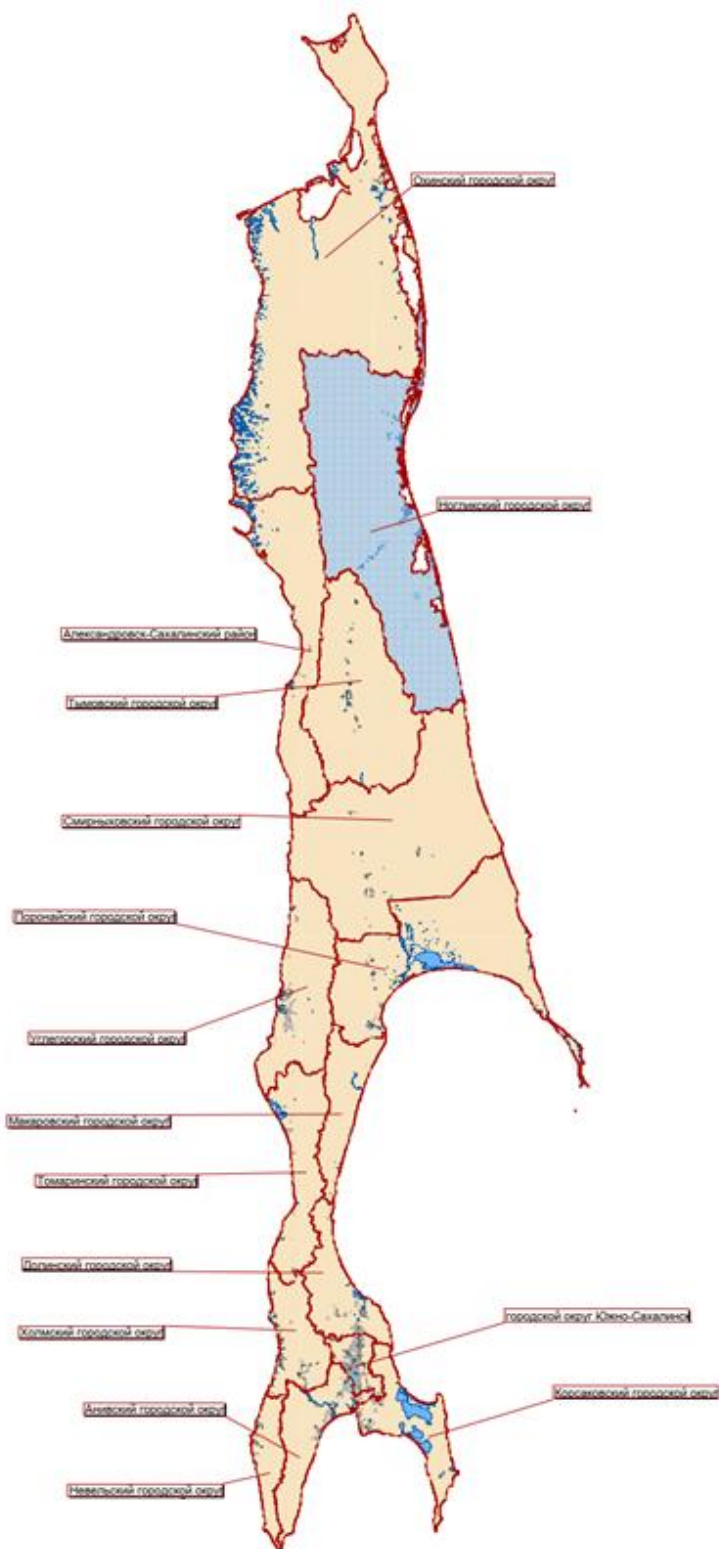 Охинский городской округ
Ногликский городской округ
Александровск-Сахалинский район
Тымовский городской округ
Смирныховский городской округ
Поронайский городской округ
Углегорский городской округ
Макаровский городской округ
Томаринский городской округ
Долинский городской округ
городской округ Южно-Сахалинск
Холмский городской округ
Корсаковский городской округ
Анивский городской округ
Невельский городской округ